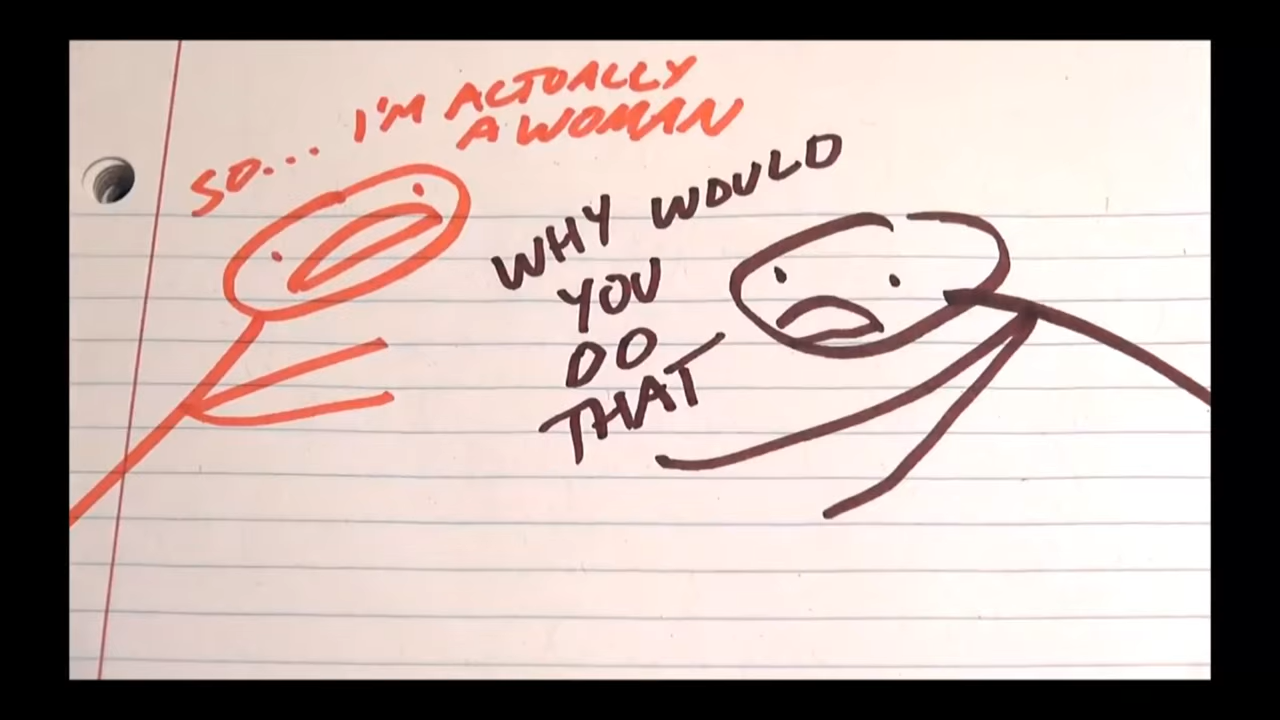 SO... I'M ACTUALLY
A WOMAN
WHY WOULD
YOU
DO
THAT